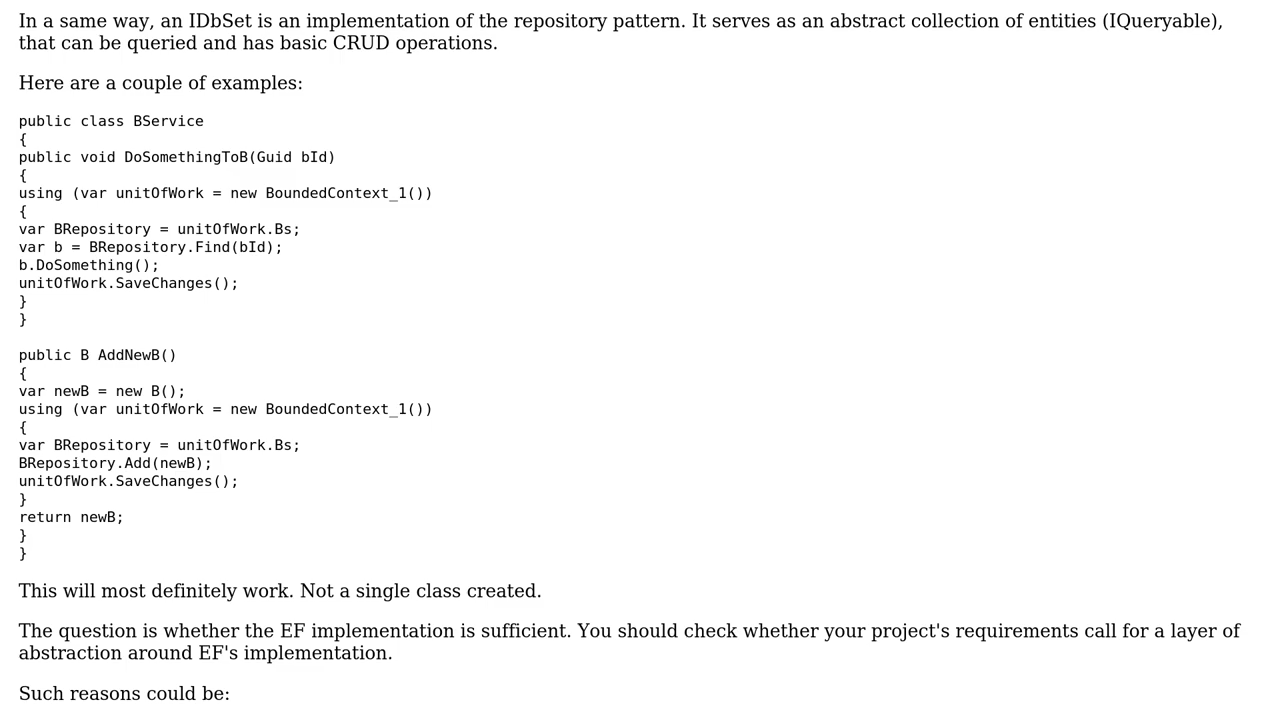 In a same way, an IDbSet is an implementation of the repository pattern. It serves as an abstract collection of entities (IQueryable),
that can be queried and has basic CRUD operations.
Here are a couple of examples:
public class BService
{
public void DoSomethingToB(Guid bId)
{
using (var unitOfWork = new BoundedContext_1())
{
var BRepository = unitOfWork.Bs;
var b = BRepository.Find(bId);
b.DoSomething();
unitOfWork.SaveChanges();
}
}
public B AddNewB()
{
var newB = new B();
using (var unitOfWork = new BoundedContext_1())
{
var BRepository = unitOfWork.Bs;
BRepository.Add(newB);
unitOfWork.SaveChanges();
}
return newB;
}
}
This will most definitely work. Not a single class created.
The question is whether the EF implementation is sufficient. You should check whether your project's requirements call for a layer of
abstraction around EF's implementation.
Such reasons could be: